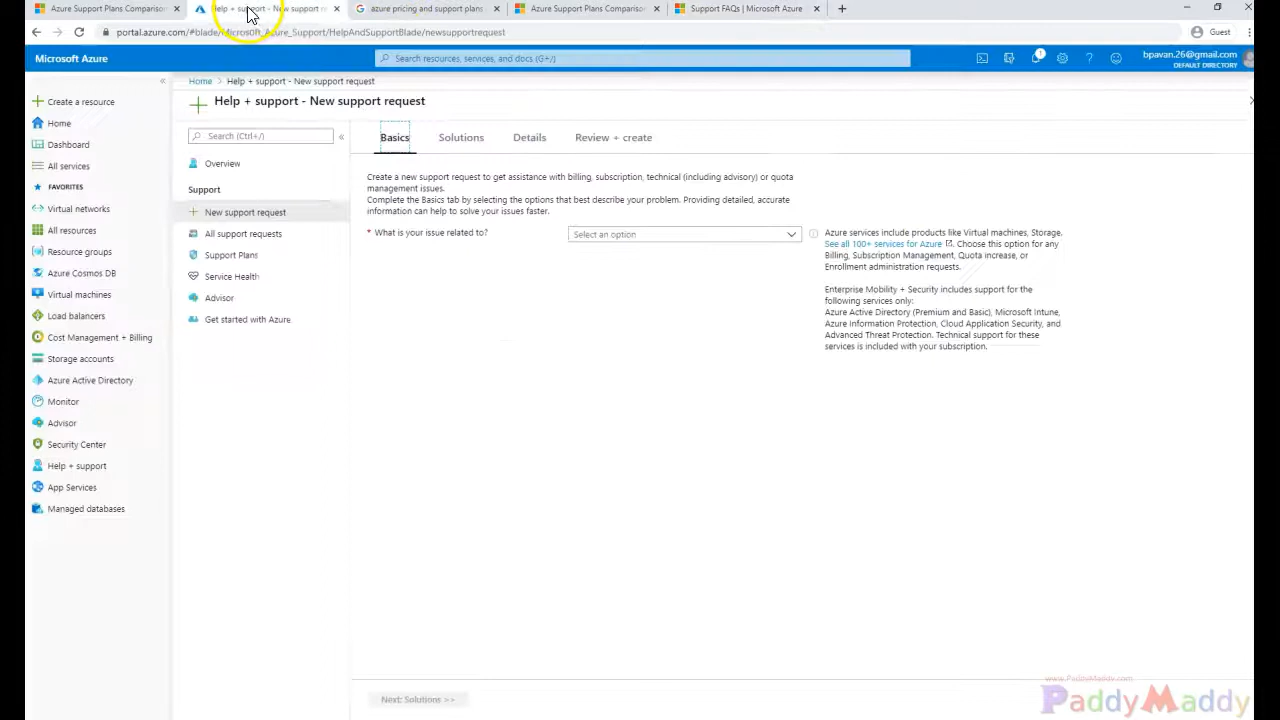 Azure Support Plans Comparison
Help + support - New support re
azure pricing and support plans
Azure Support Plans Comparison
Support FAQs | Microsoft Azure
portal.azure.com/#blade/Microsoft_Azure_Support/HelpAndSupportBlade/newsupportrequest
Guest
Microsoft Azure
Search resources, services, and docs (G+/)
1
bpavan.26@gmail.com
DEFAULT DIRECTORY
Home > Help + support - New support request
Help + support - New support request
Create a resource
Home
Dashboard
All services
FAVORITES
Virtual networks
All resources
Resource groups
Azure Cosmos DB
Virtual machines
Load balancers
Cost Management + Billing
Storage accounts
Azure Active Directory
Monitor
Advisor
Security Center
Help + support
App Services
Managed databases
Search (Ctrl+/)
Overview
Support
New support request
All support requests
Support Plans
Service Health
Advisor
Get started with Azure
Basics Solutions Details Review + create
Create a new support request to get assistance with billing, subscription, technical (including advisory) or quota
management issues.
Complete the Basics tab by selecting the options that best describe your problem. Providing detailed, accurate
information can help to solve your issues faster.
* What is your issue related to?
Select an option
Azure services include products like Virtual machines, Storage.
See all 100+ services for Azure . Choose this option for any
Billing, Subscription Management, Quota increase, or
Enrollment administration requests.
Enterprise Mobility + Security includes support for the
following services only:
Azure Active Directory (Premium and Basic), Microsoft Intune,
Azure Information Protection, Cloud Application Security, and
Advanced Threat Protection. Technical support for these
services is included with your subscription.
Next: Solutions >>
www.PaddyMaddy.com
PaddyMaddy